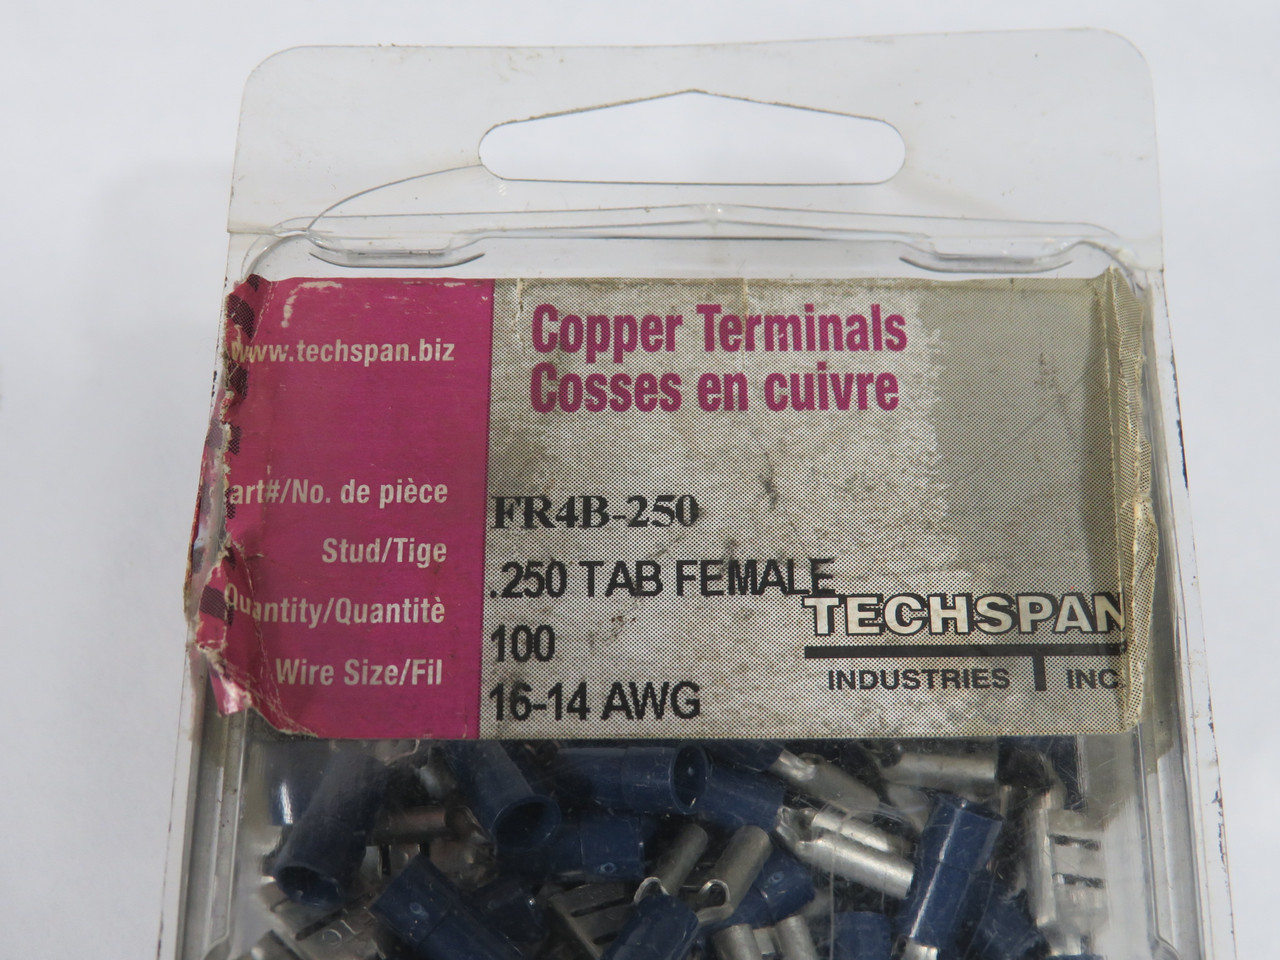 www.techspan.biz
Copper Terminals
Cosses en cuivre
art#/No. de pièce FR4B-250
Stud/Tige .250 TAB FEMALE
Quantity/Quantitè 100
Wire Size/Fil 16-14 AWG
TECHSPAN
INDUSTRIES INC.